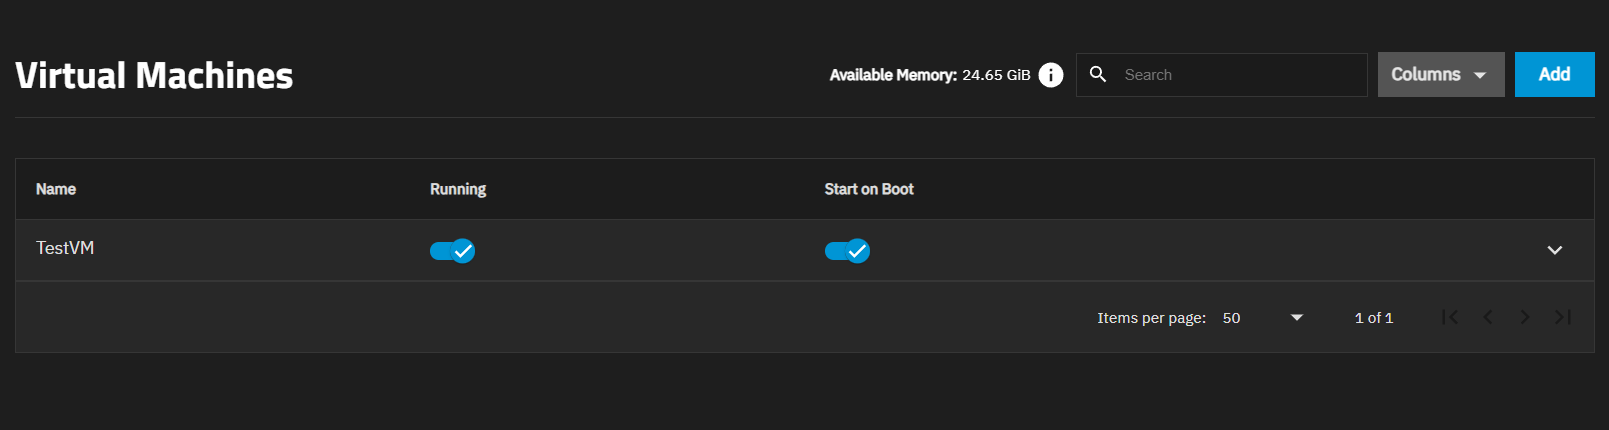 Virtual Machines
Available Memory: 24.65 GiB
Search
Columns
Add
Name Running Start on Boot
TestVM
Items per page: 50 1 of 1